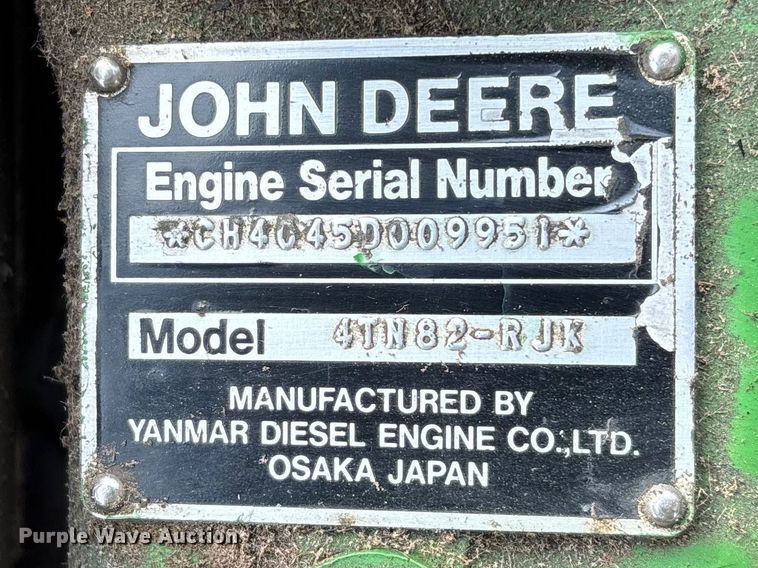 JOHN DEERE
Engine Serial Number
*CH4C45D009951*
Model 4TN82-RJK
MANUFACTURED BY
YANMAR DIESEL ENGINE CO.,LTD.
OSAKA JAPAN
Purple Wave Auction